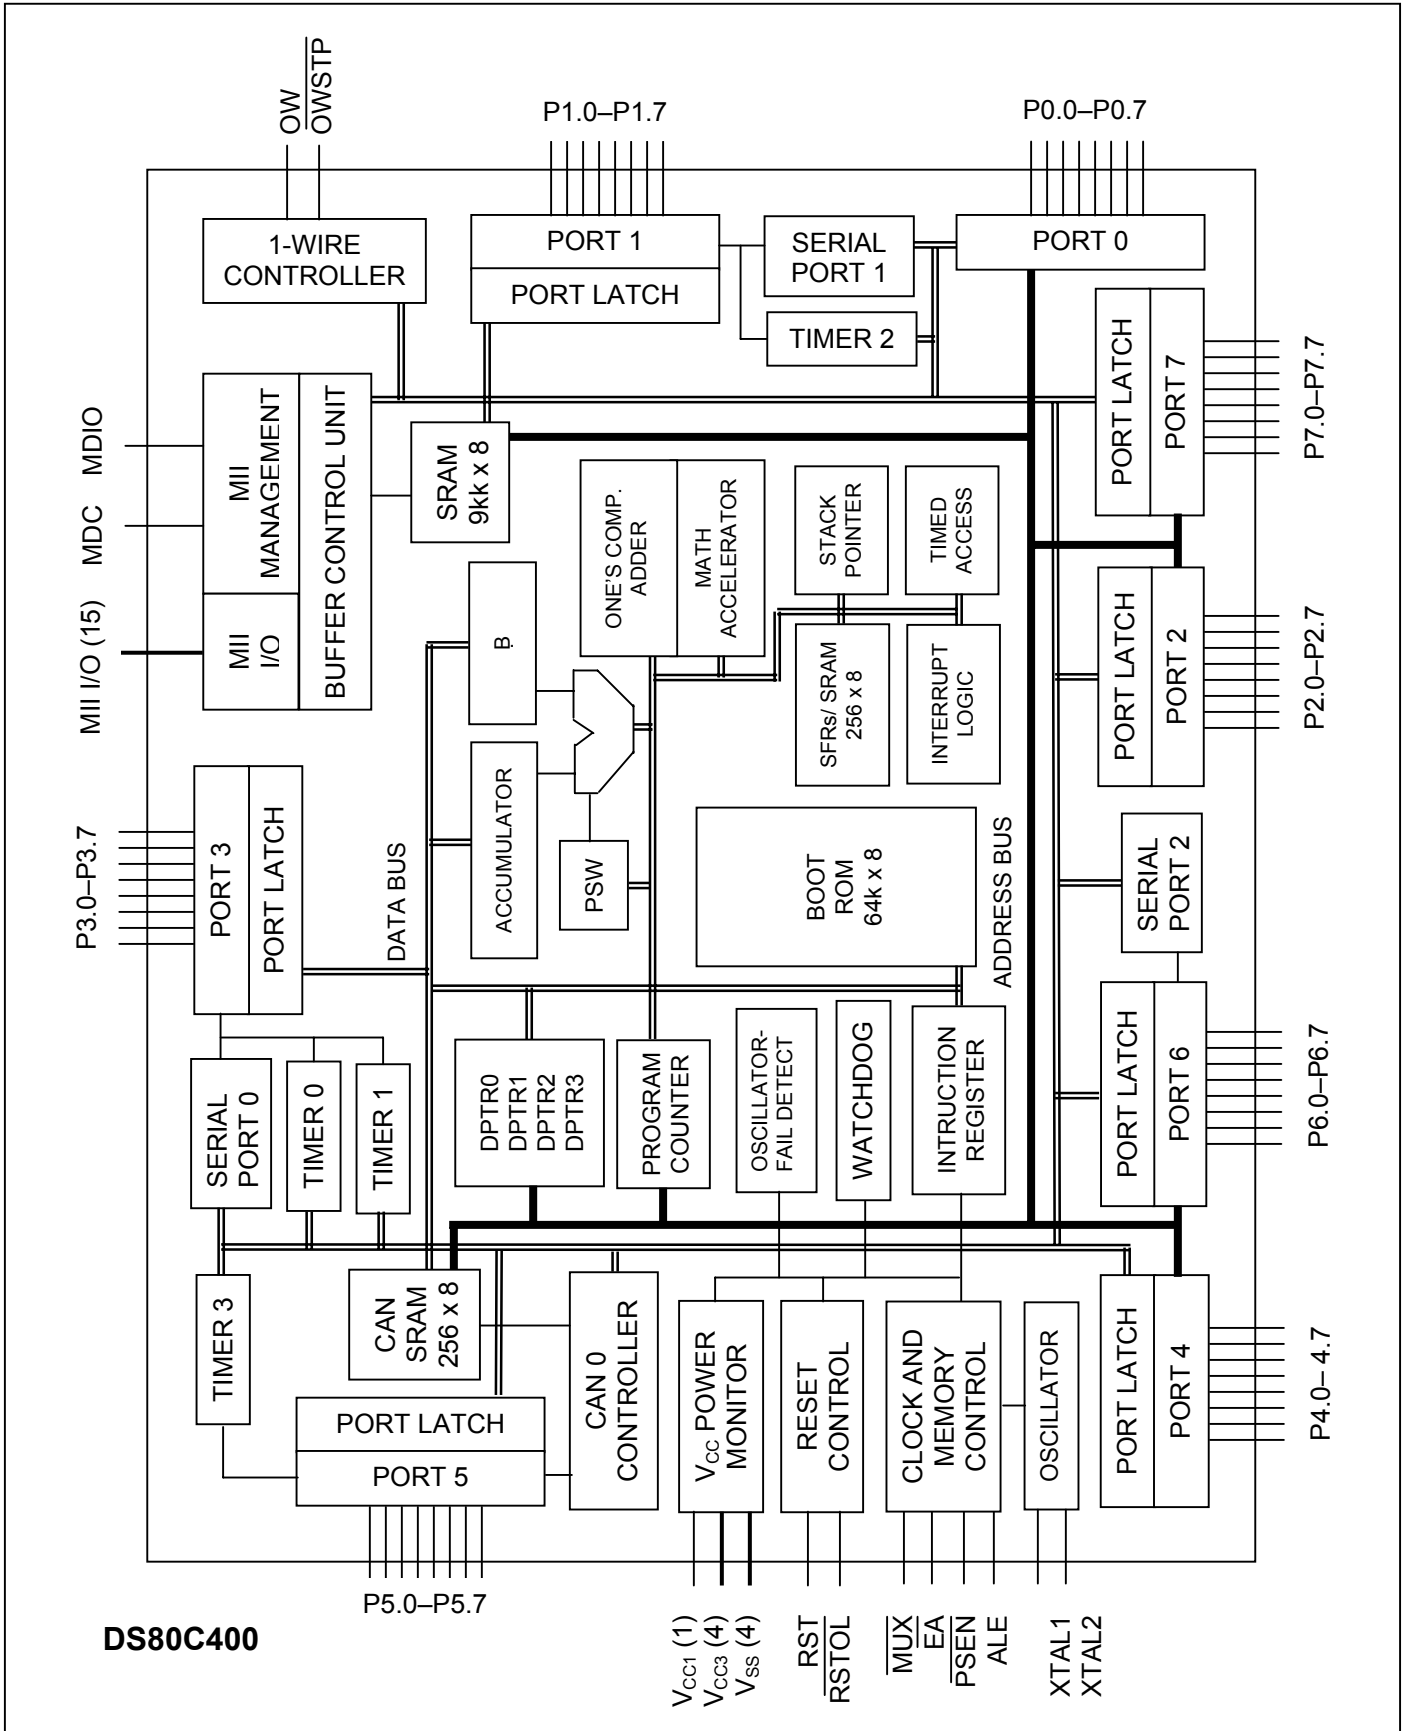 OW
OWSTP
P1.0–P1.7
P0.0–P0.7
1-WIRE
CONTROLLER
PORT 1
PORT LATCH
SERIAL
PORT 1
TIMER 2
PORT 0
PORT LATCH
PORT 7
P7.0–P7.7
MDIO
MDC
MII I/O (15)
MII
MANAGEMENT
MII
I/O
BUFFER CONTROL UNIT
SRAM
9kk x 8
ONE'S COMP.
ADDER
MATH
ACCELERATOR
STACK
POINTER
TIMED
ACCESS
SFRs/ SRAM
256 x 8
INTERRUPT
LOGIC
B
ACCUMULATOR
PSW
PORT LATCH
PORT 2
P2.0–P2.7
P3.0–P3.7
PORT 3
PORT LATCH
DATA BUS
BOOT
ROM
64k x 8
ADDRESS BUS
SERIAL
PORT 2
SERIAL
PORT 0
TIMER 0
TIMER 1
DPTR0
DPTR1
DPTR2
DPTR3
PROGRAM
COUNTER
OSCILLATOR-
FAIL DETECT
WATCHDOG
INTRUCTION
REGISTER
PORT LATCH
PORT 6
P6.0–P6.7
TIMER 3
CAN
SRAM
256 x 8
CAN 0
CONTROLLER
PORT LATCH
PORT 5
P5.0–P5.7
VCC POWER
MONITOR
RESET
CONTROL
CLOCK AND
MEMORY
CONTROL
OSCILLATOR
PORT LATCH
PORT 4
P4.0– 4.7
VCC1 (1)
VCC3 (4)
VSS (4)
RST
RSTOL
MUX
EA
PSEN
ALE
XTAL1
XTAL2
DS80C400